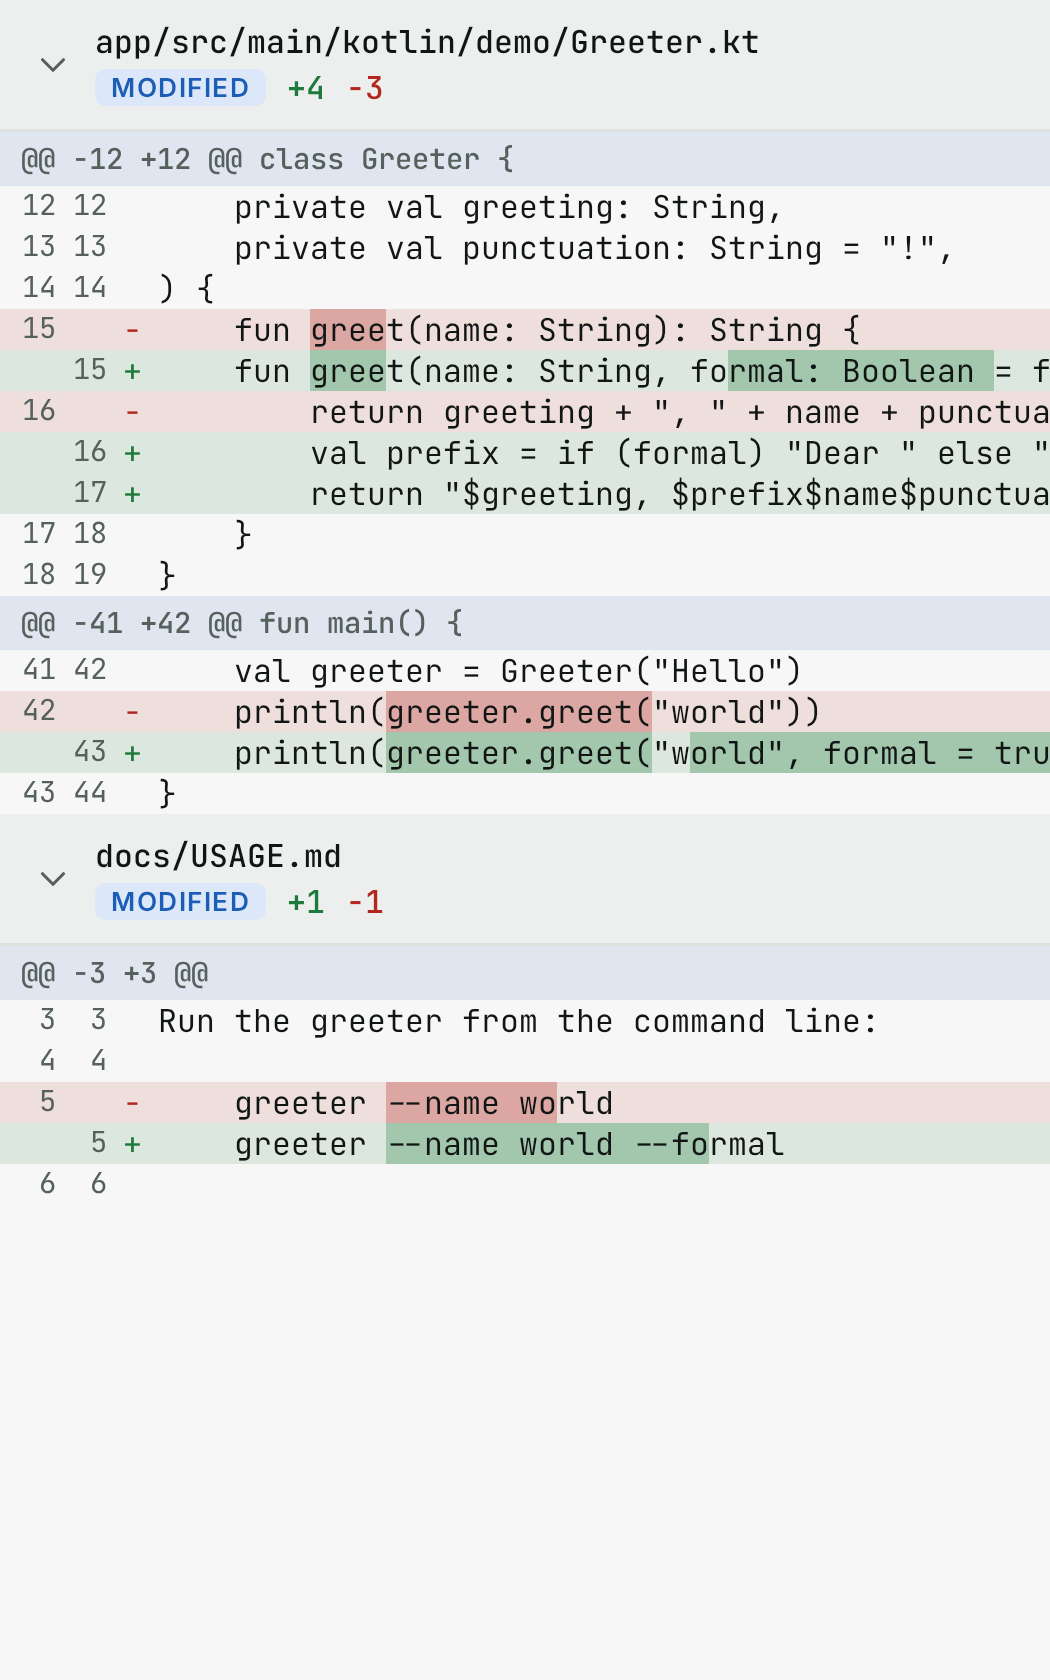 app/src/main/kotlin/demo/Greeter.kt
MODIFIED +4 -3
@@ -12 +12 @@ class Greeter {
12 12     private val greeting: String,
13 13     private val punctuation: String = "!",
14 14 ) {
15 -     fun greet(name: String): String {
15 +     fun greet(name: String, formal: Boolean = f
16 -         return greeting + ", " + name + punctua
16 +         val prefix = if (formal) "Dear " else "
17 +         return "$greeting, $prefix$name$punctua
17 18     }
18 19 }
@@ -41 +42 @@ fun main() {
41 42     val greeter = Greeter("Hello")
42 -     println(greeter.greet("world"))
43 +     println(greeter.greet("world", formal = tru
43 44 }
docs/USAGE.md
MODIFIED +1 -1
@@ -3 +3 @@
3 3 Run the greeter from the command line:
4 4
5 -     greeter --name world
5 +     greeter --name world --formal
6 6